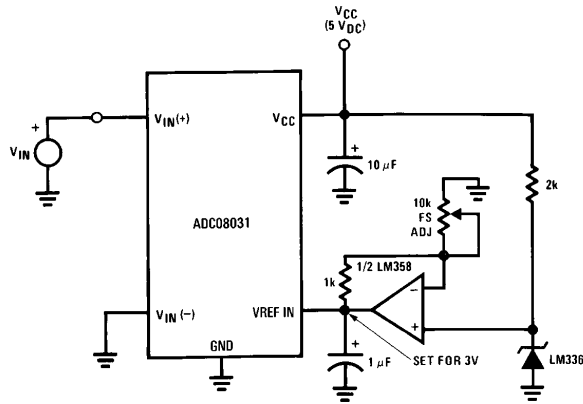 VCC
(5 VDC)
+
VIN
VIN(+)
VCC
+
10 µF
2k
10k
FS
ADJ
ADC08031
1/2 LM358
1k
−
+
VIN(−)
VREF IN
GND
+
1 µF
SET FOR 3V
LM336